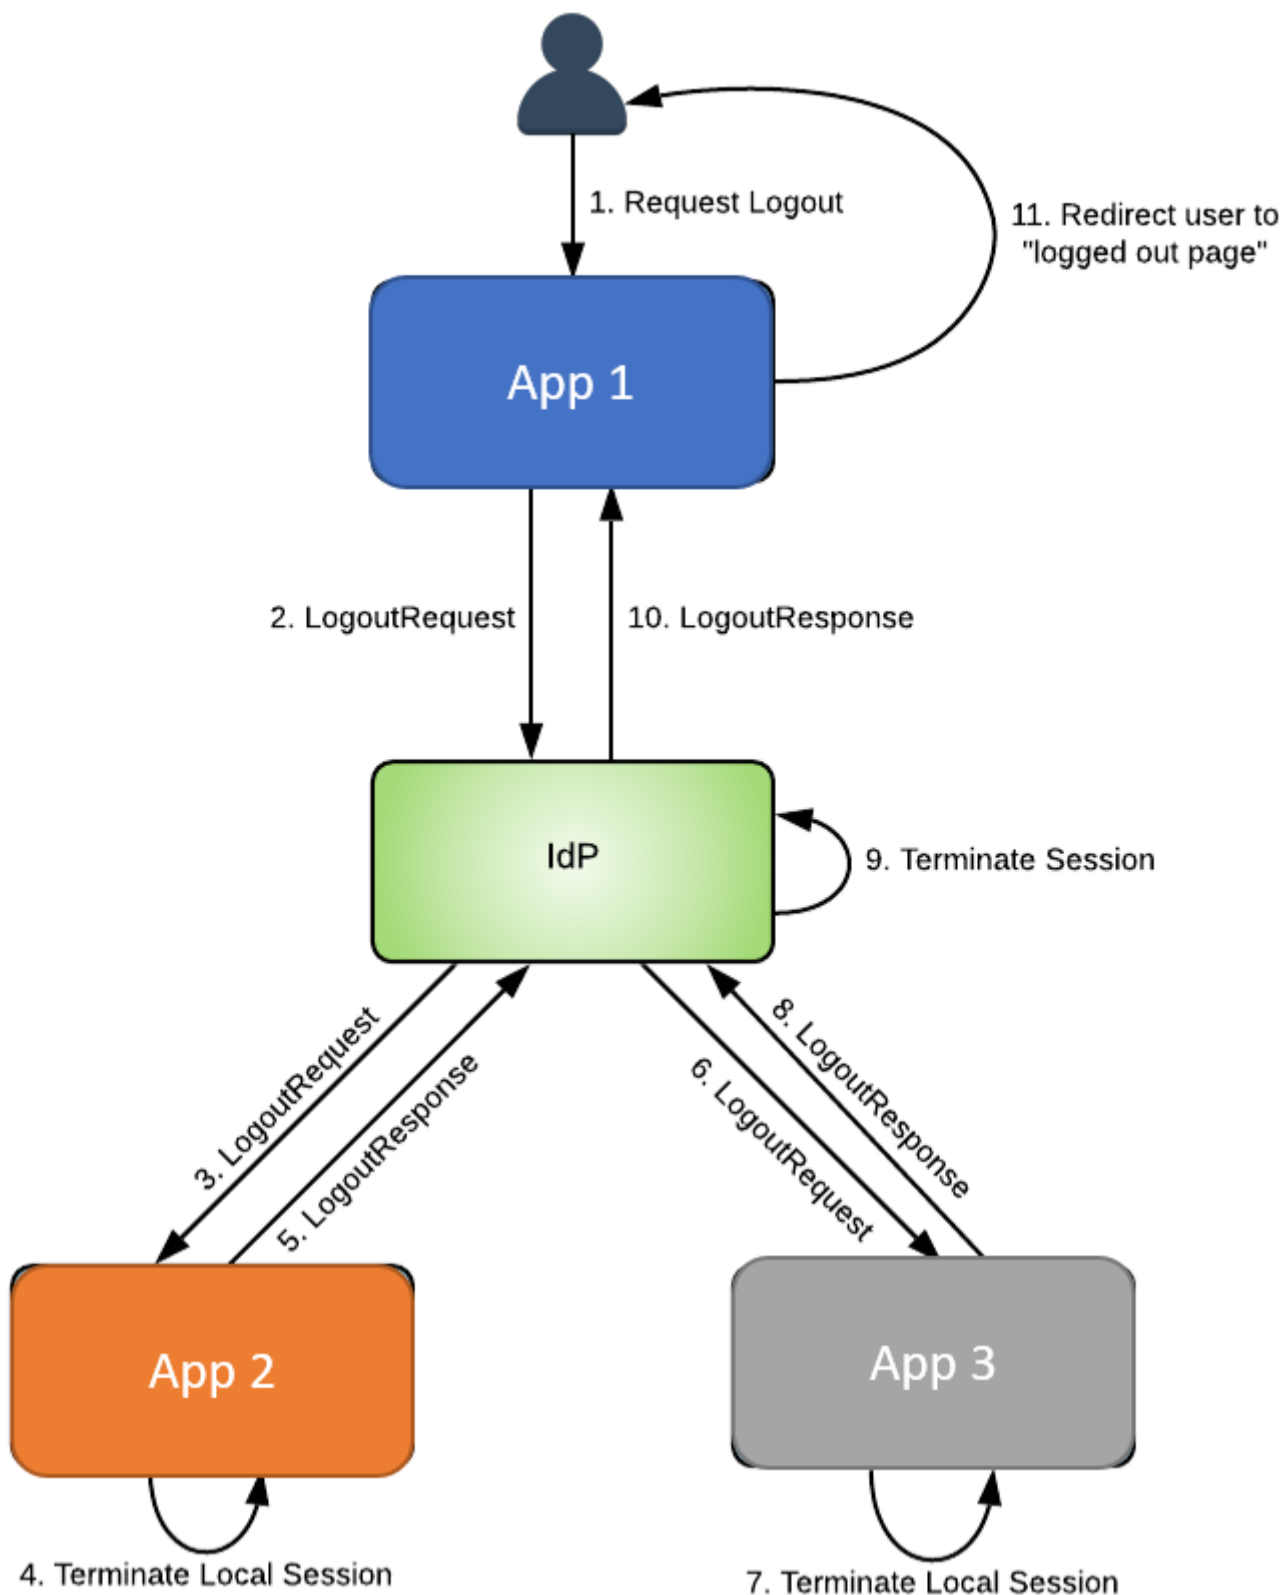 1. Request Logout
11. Redirect user to
"logged out page"
App 1
2. LogoutRequest
10. LogoutResponse
IdP
9. Terminate Session
3. LogoutRequest
5. LogoutResponse
6. LogoutRequest
8. LogoutResponse
App 2
App 3
4. Terminate Local Session
7. Terminate Local Session